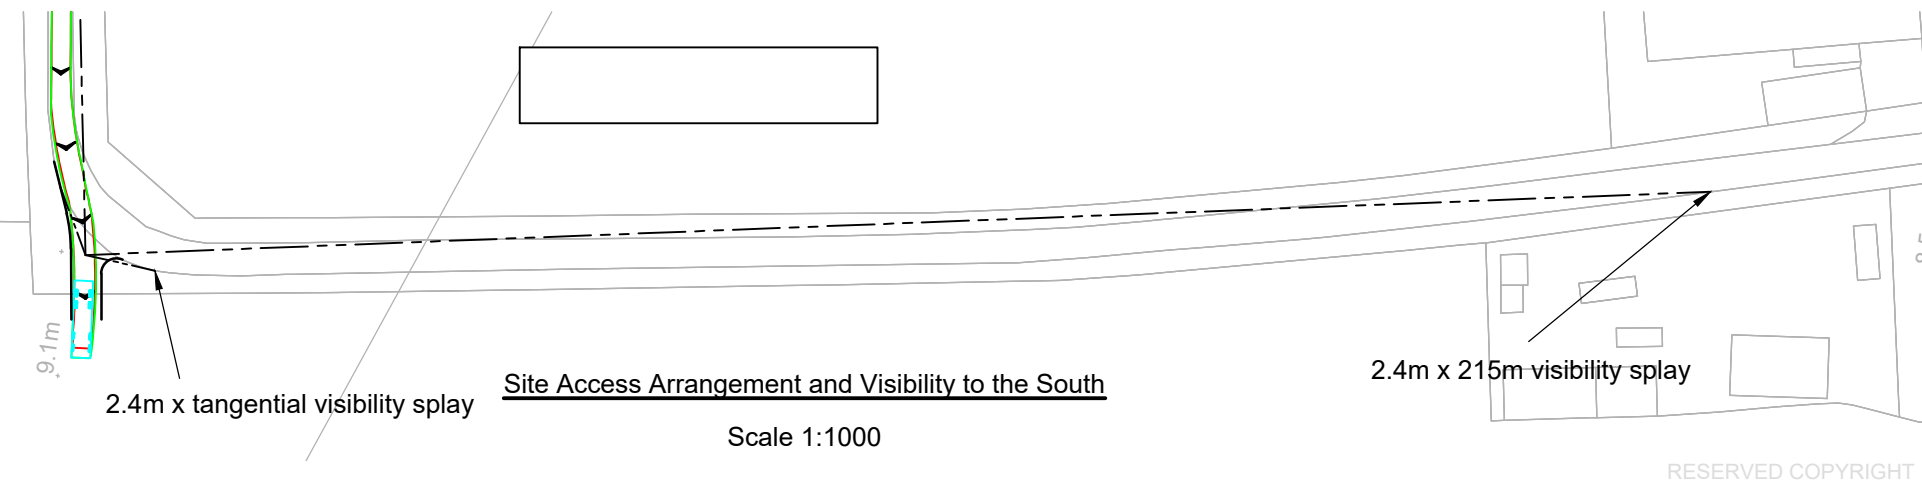 9.1m
2.4m x tangential visibility splay
Site Access Arrangement and Visibility to the South
Scale 1:1000
2.4m x 215m visibility splay
RESERVED COPYRIGHT